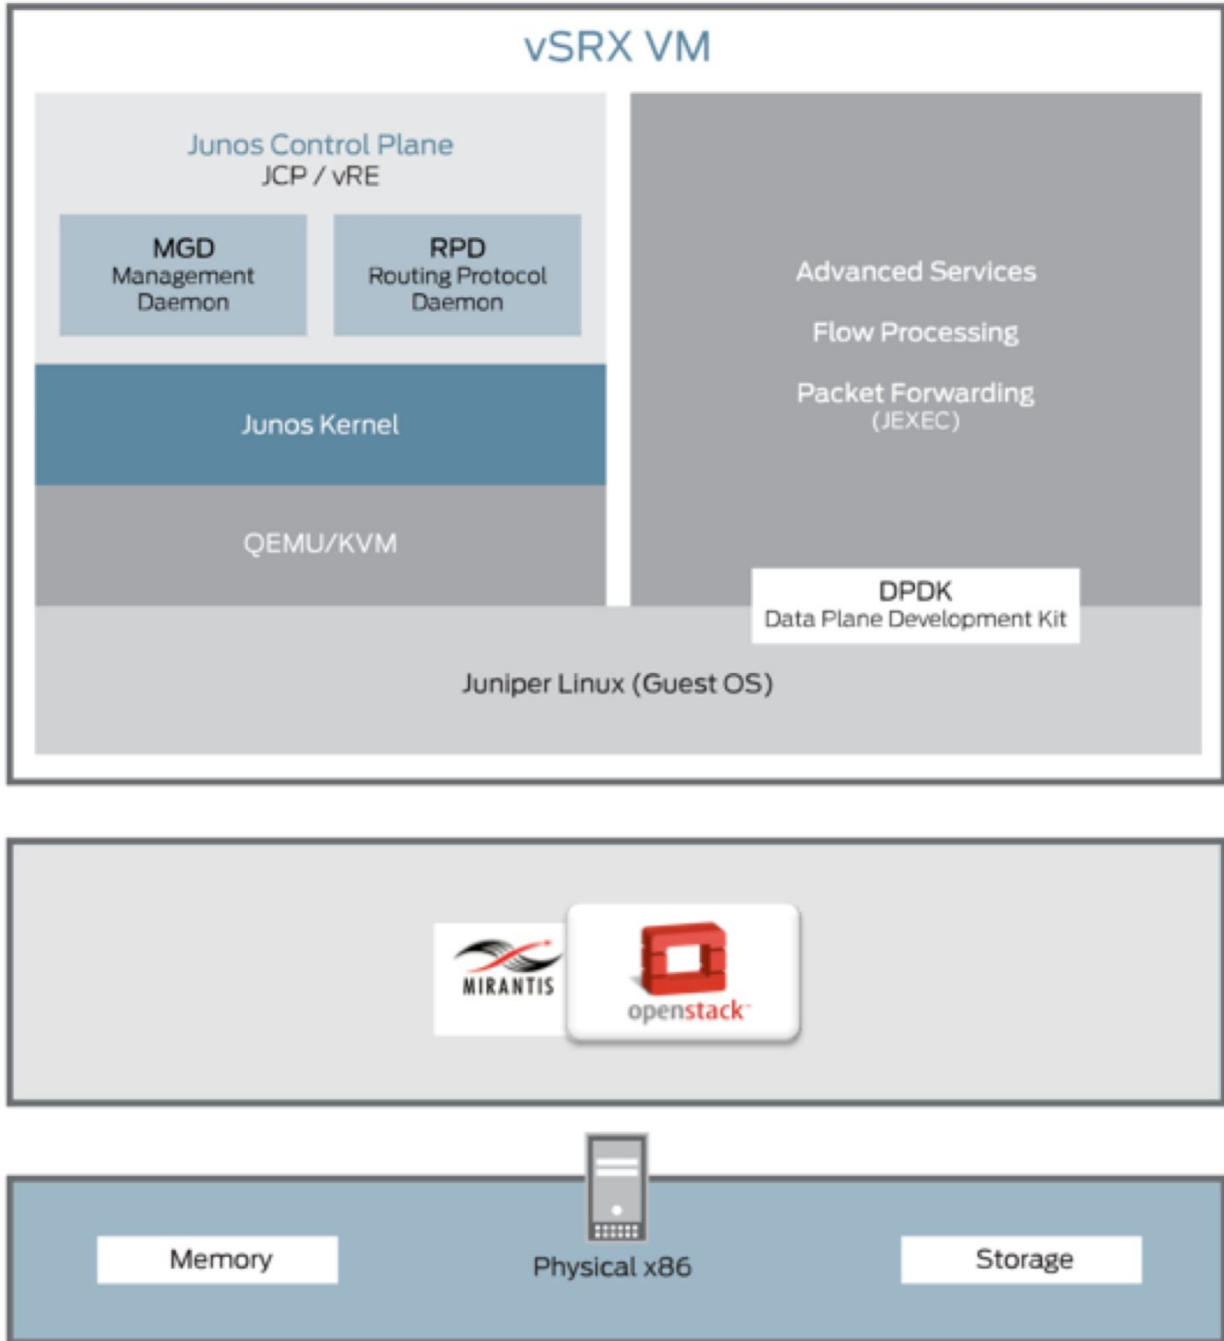 vSRX VM
Junos Control Plane
JCP / vRE
MGD
Management
Daemon
RPD
Routing Protocol
Daemon
Junos Kernel
QEMU/KVM
Advanced Services
Flow Processing
Packet Forwarding
(JEXEC)
DPDK
Data Plane Development Kit
Juniper Linux (Guest OS)
MIRANTIS
openstack™
Memory
Physical x86
Storage